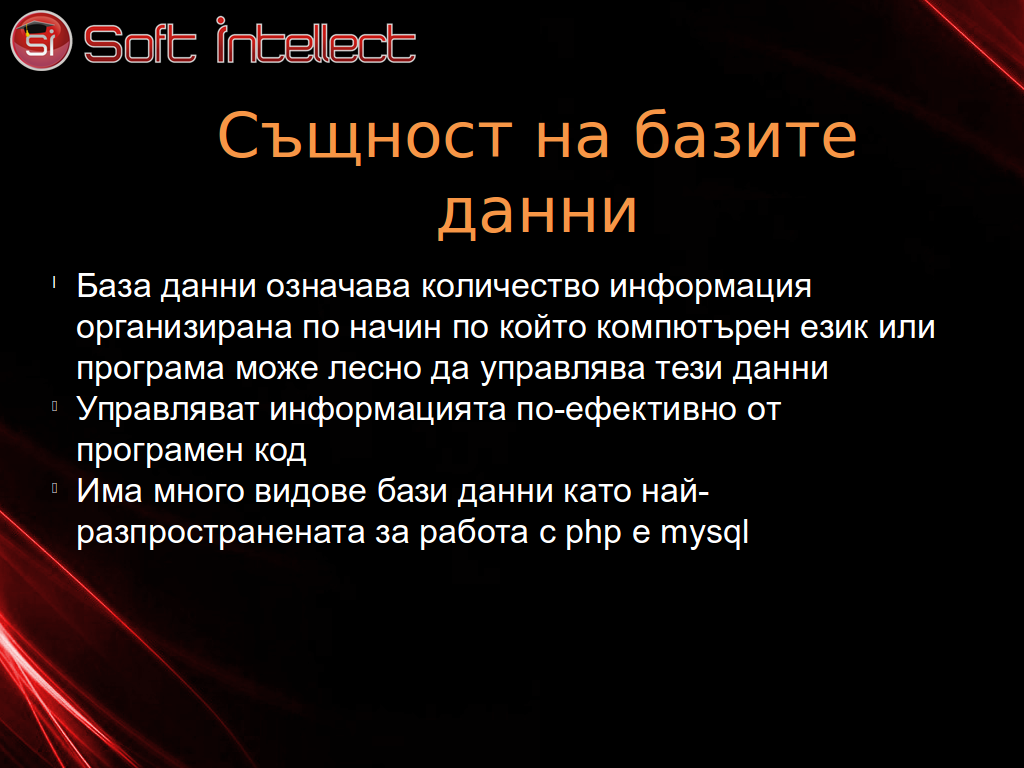 Si Soft Intellect
Същност на базите
данни
База данни означава количество информация
организирана по начин по който компютърен език или
програма може лесно да управлява тези данни
Управляват информацията по-ефективно от
програмен код
Има много видове бази данни като най-
разпространената за работа с php е mysql